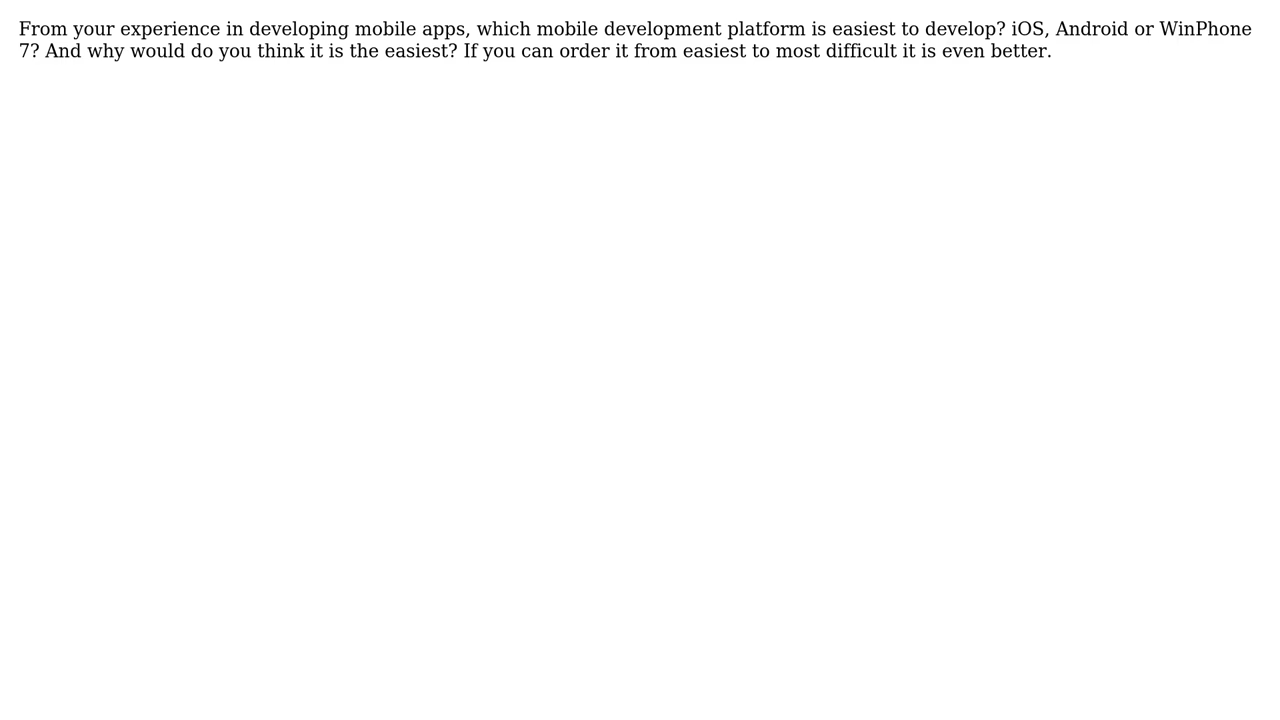 From your experience in developing mobile apps, which mobile development platform is easiest to develop? iOS, Android or WinPhone
7? And why would do you think it is the easiest? If you can order it from easiest to most difficult it is even better.